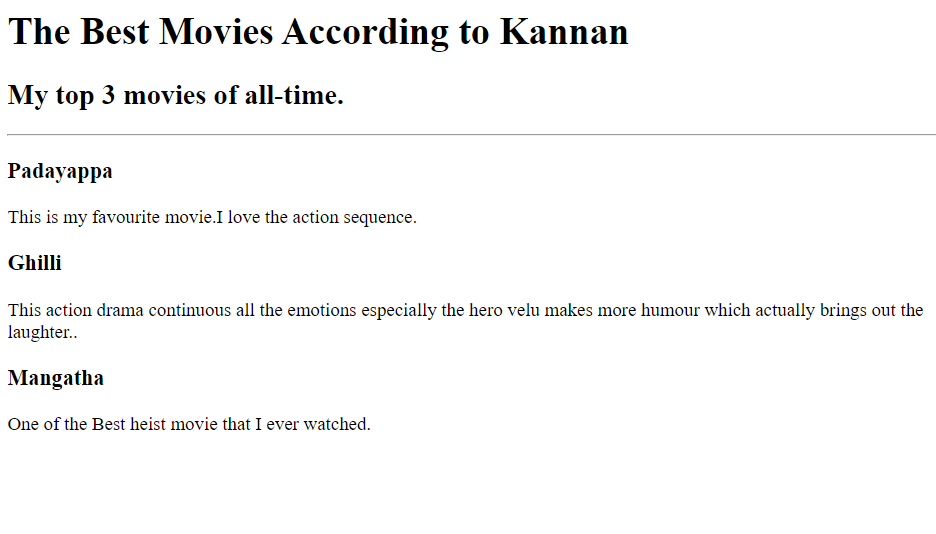 The Best Movies According to Kannan
My top 3 movies of all-time.
Padayappa
This is my favourite movie.I love the action sequence.
Ghilli
This action drama continuous all the emotions especially the hero velu makes more humour which actually brings out the
laughter..
Mangatha
One of the Best heist movie that I ever watched.